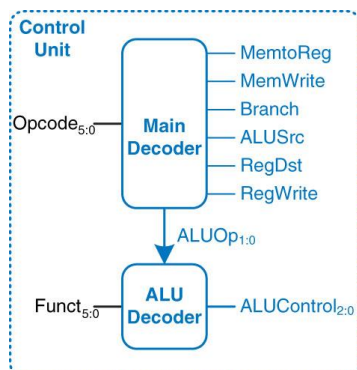 Control
Unit
MemtoReg
MemWrite
Branch
ALUSrc
RegDst
RegWrite
Opcode5:0
Main
Decoder
ALUOp1:0
Funct5:0
ALU
Decoder
ALUControl2:0